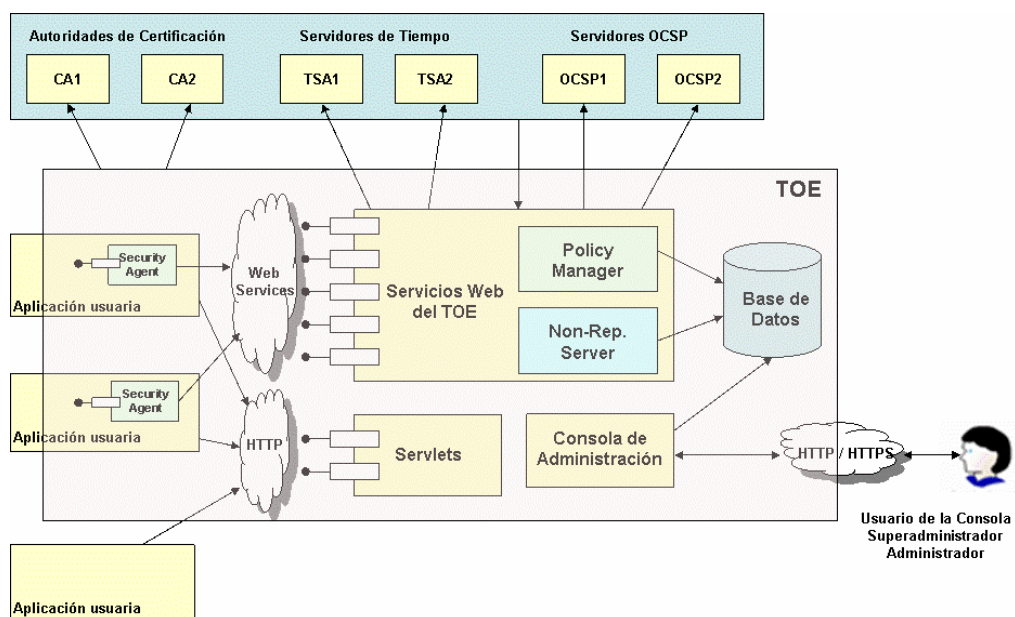 Autoridades de Certificación
Servidores de Tiempo
Servidores OCSP
CA1
CA2
TSA1
TSA2
OCSP1
OCSP2
TOE
Security
Agent
Aplicación usuaria
Web
Services
Servicios Web
del TOE
Policy
Manager
Non-Rep.
Server
Base de
Datos
Security
Agent
Aplicación usuaria
HTTP
Servlets
Consola de
Administración
HTTP / HTTPS
Usuario de la Consola
Superadministrador
Administrador
Aplicación usuaria